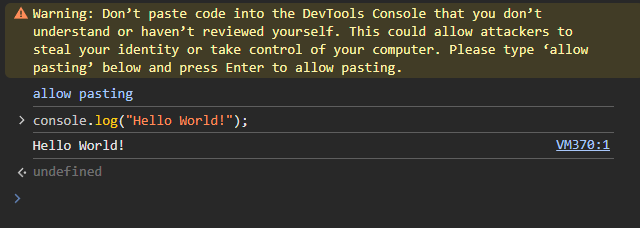 Warning: Don’t paste code into the DevTools Console that you don’t
understand or haven’t reviewed yourself. This could allow attackers to
steal your identity or take control of your computer. Please type ‘allow
pasting’ below and press Enter to allow pasting.
allow pasting
console.log("Hello World!");
Hello World! VM370:1
undefined